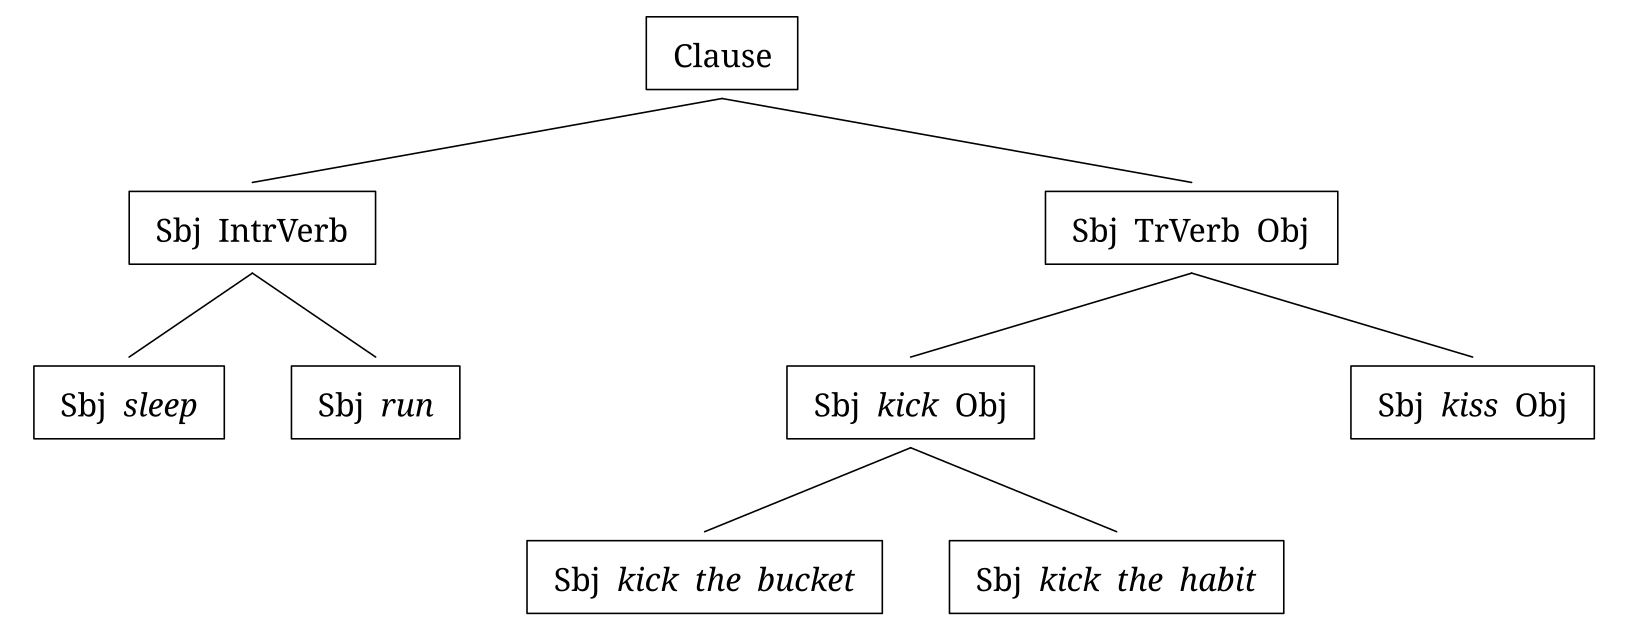 Clause
Sbj IntrVerb
Sbj TrVerb Obj
Sbj sleep
Sbj run
Sbj kick Obj
Sbj kiss Obj
Sbj kick the bucket
Sbj kick the habit